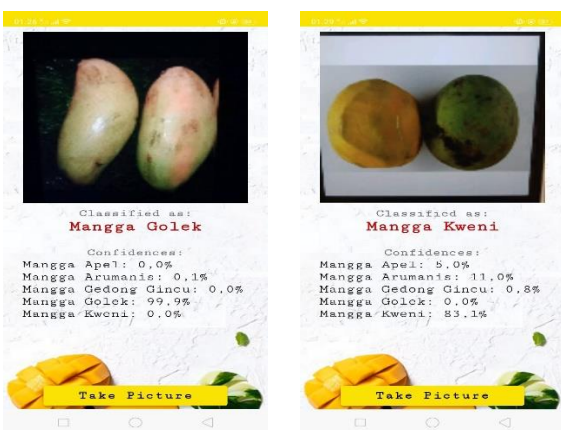 Classified as:
Mangga Golek
Confidences:
Mangga Apel: 0,0%
Mangga Arumanis: 0,1%
Mangga Gedong Gincu: 0,0%
Mangga Golek: 99,9%
Mangga Kweni: 0,0%
Take Picture
Classified as:
Mangga Kweni
Confidences:
Mangga Apel: 5,0%
Mangga Arumanis: 11,0%
Mangga Gedong Gincu: 0,8%
Mangga Golek: 0,0%
Mangga Kweni: 83,1%
Take Picture